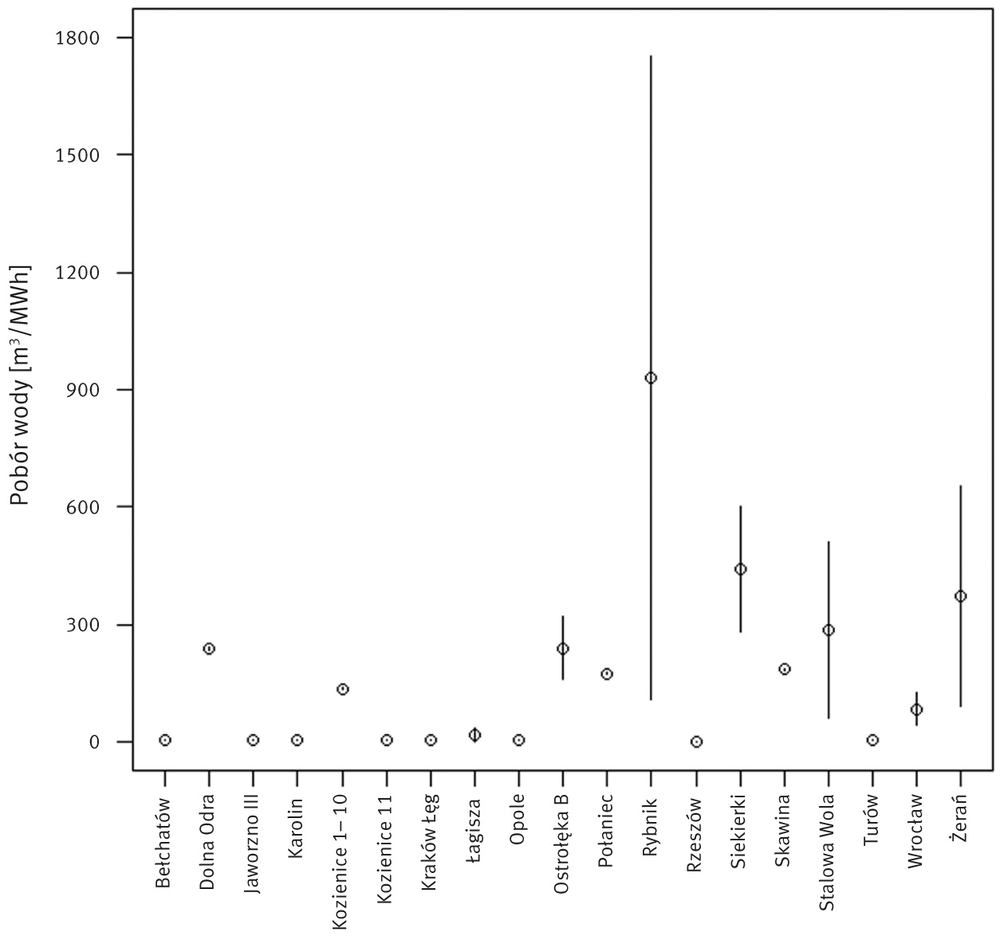 1800
1500
1200
900
600
300
0
Pobór wody [m³/MWh]
Bełchatów
Dolna Odra
Jaworzno III
Karolin
Kozienice 1– 10
Kozienice 11
Kraków Łęg
Łagisza
Opole
Ostrołęka B
Połaniec
Rybnik
Rzeszów
Siekierki
Skawina
Stalowa Wola
Turów
Wrocław
Żerań